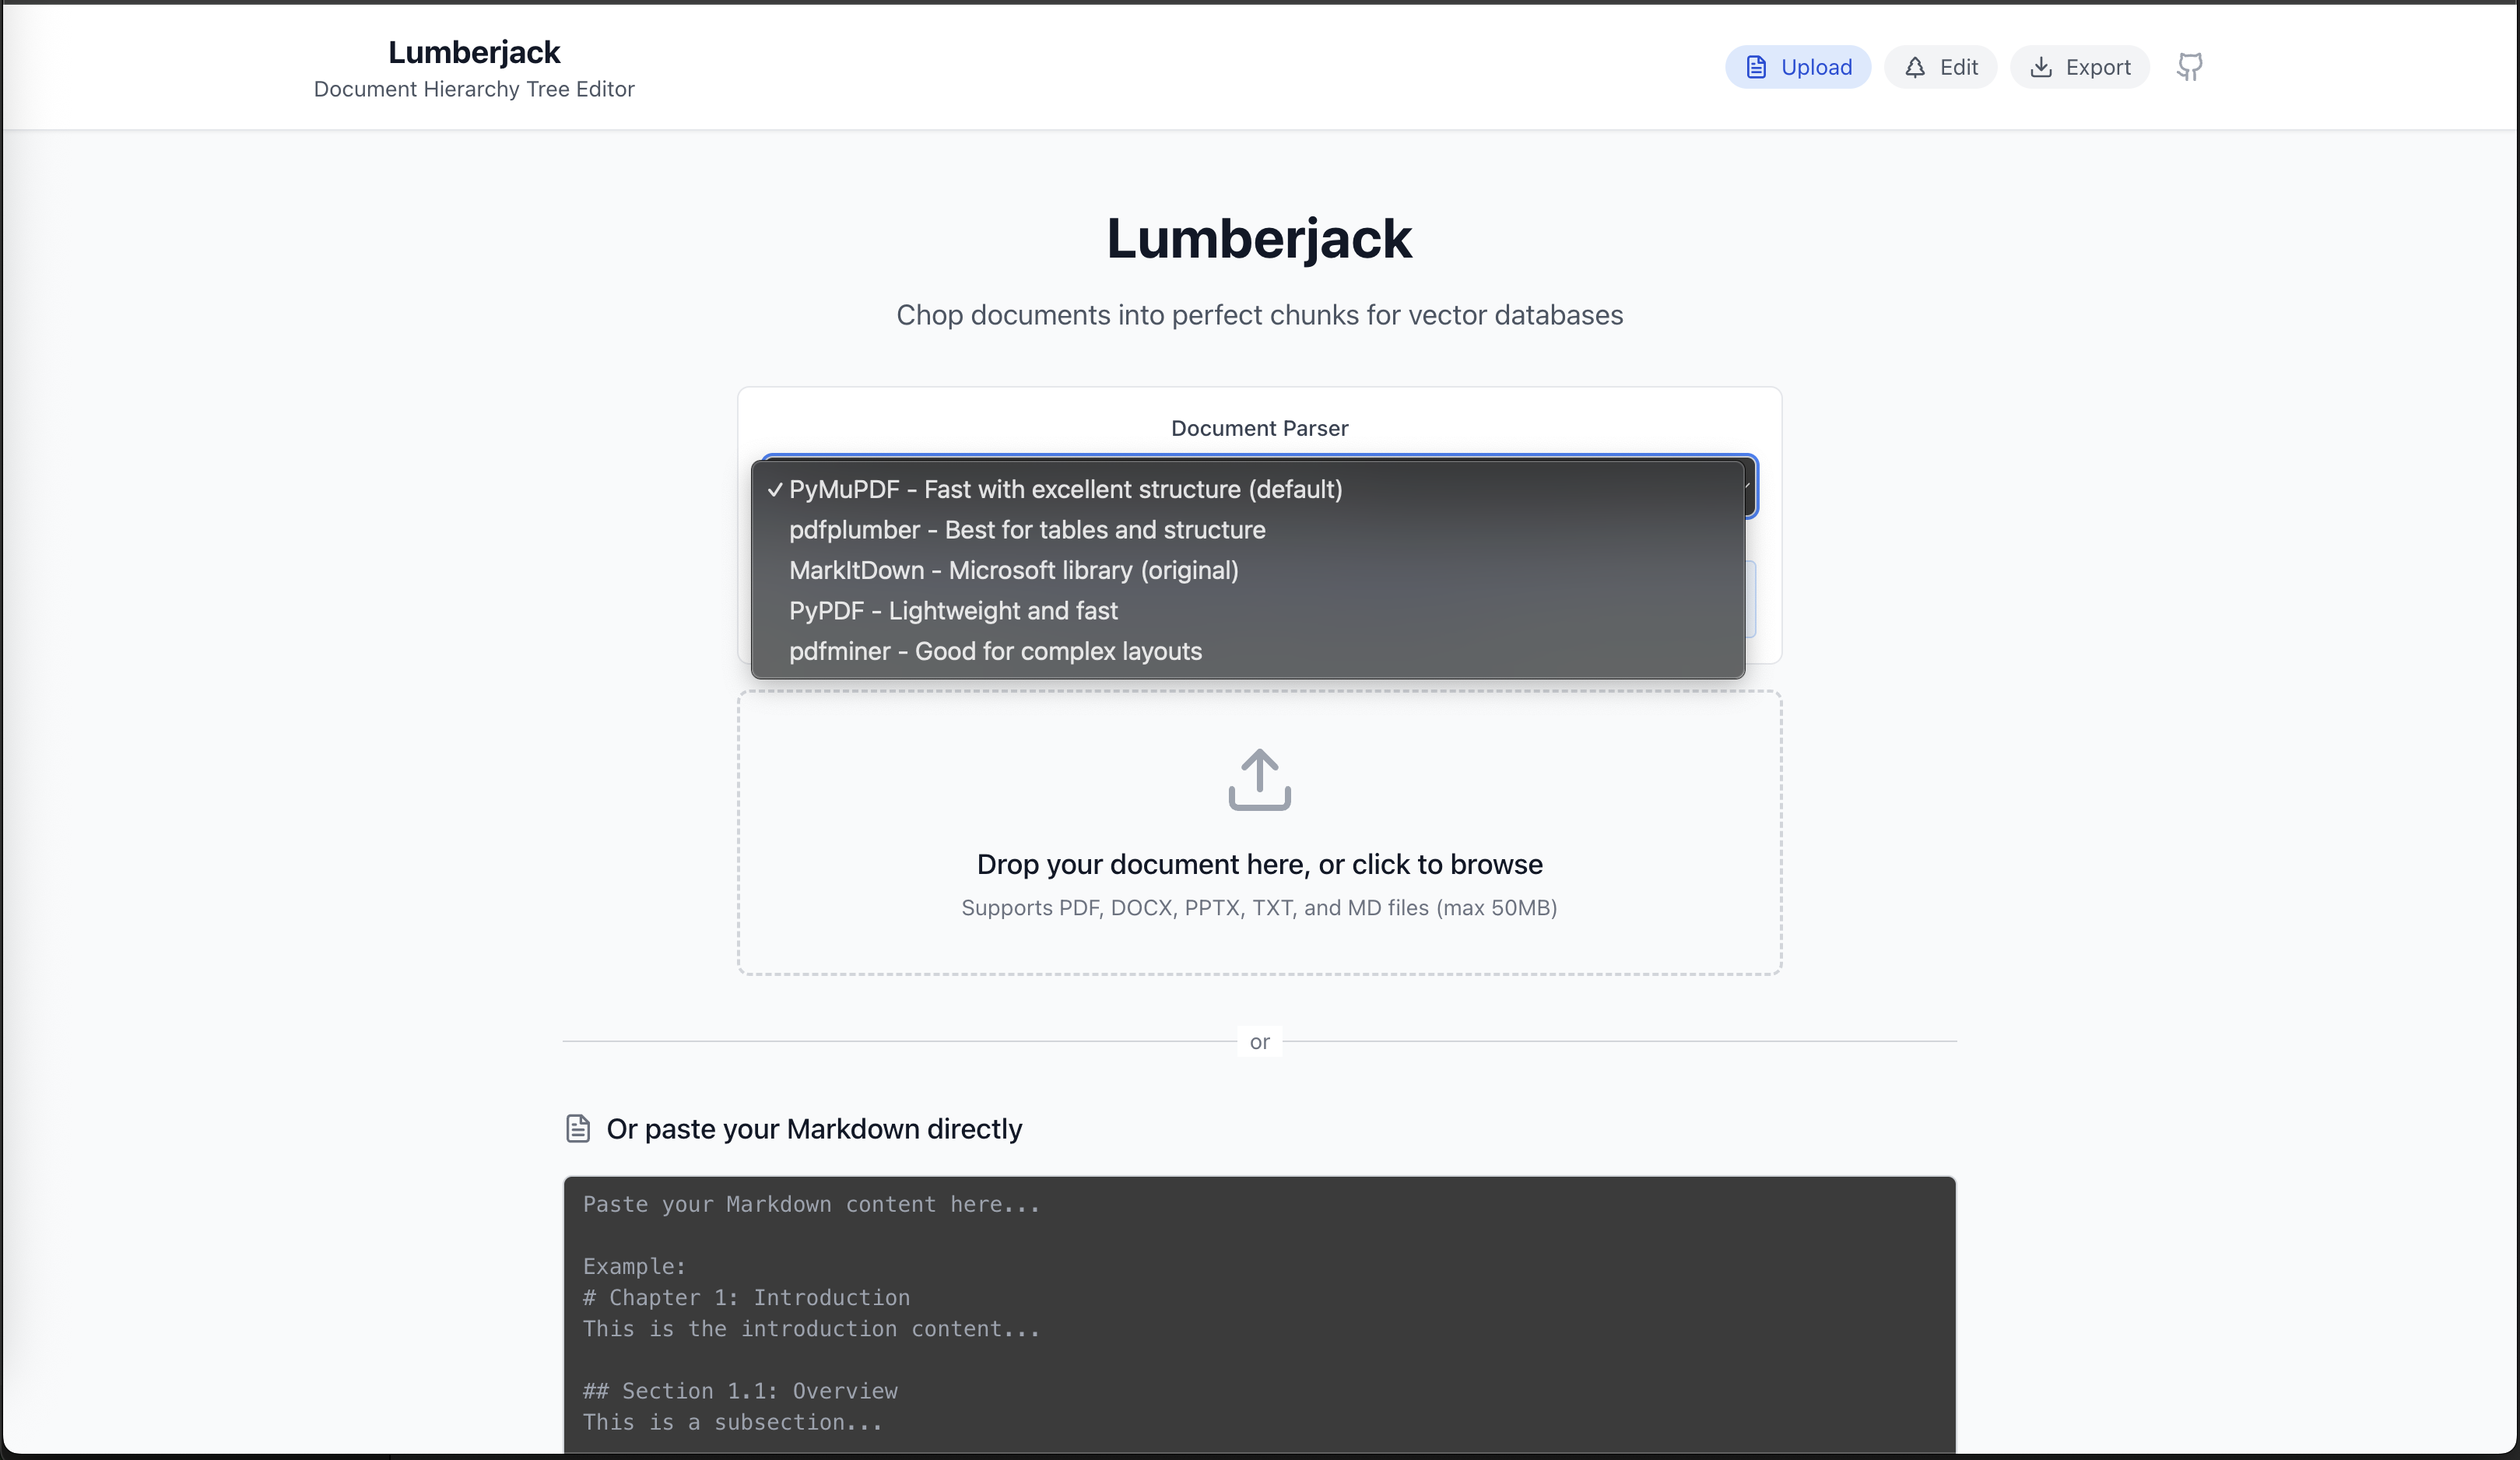 Lumberjack
Document Hierarchy Tree Editor
Upload
Edit
Export
Lumberjack
Chop documents into perfect chunks for vector databases
Document Parser
✓ PyMuPDF - Fast with excellent structure (default)
pdfplumber - Best for tables and structure
MarkItDown - Microsoft library (original)
PyPDF - Lightweight and fast
pdfminer - Good for complex layouts
Drop your document here, or click to browse
Supports PDF, DOCX, PPTX, TXT, and MD files (max 50MB)
or
Or paste your Markdown directly
Paste your Markdown content here...
Example:
# Chapter 1: Introduction
This is the introduction content...
## Section 1.1: Overview
This is a subsection...